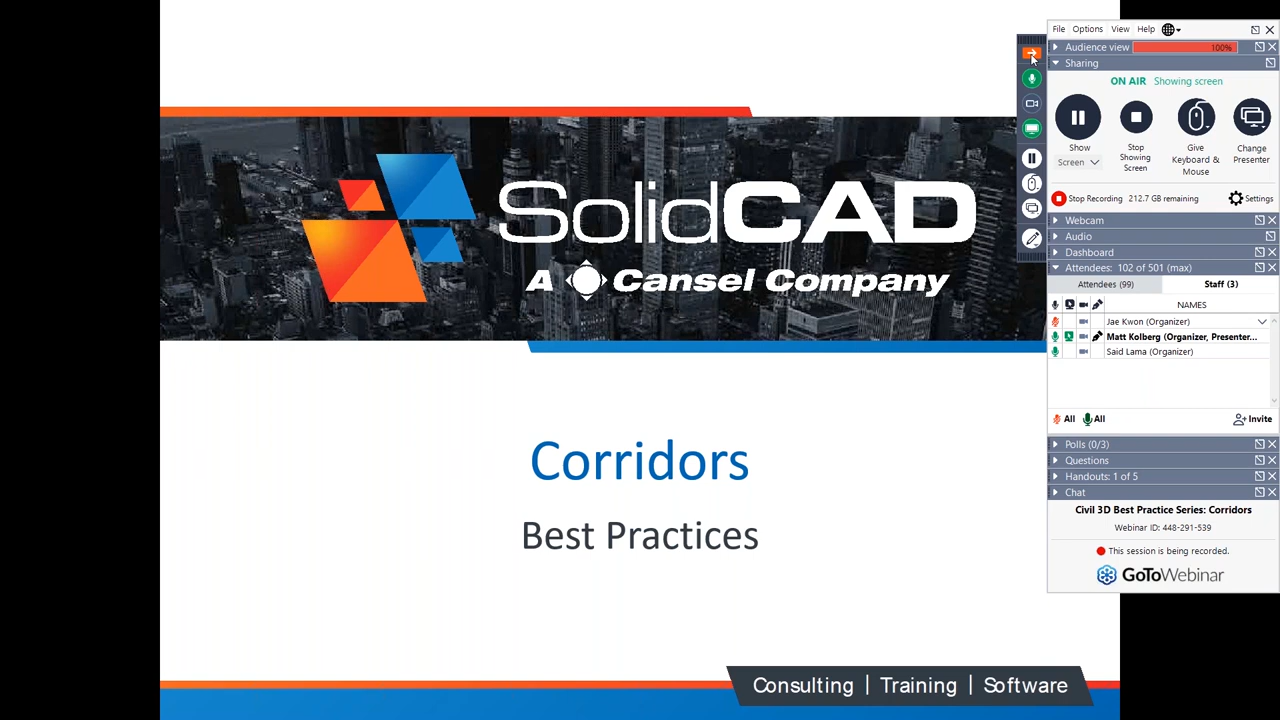 SolidCAD
A Cansel Company
Corridors
Best Practices
Consulting | Training | Software
File Options View Help
Audience view 100%
Sharing
ON AIR Showing screen
Show
Screen
Stop
Showing
Screen
Give
Keyboard &
Mouse
Change
Presenter
Stop Recording 212.7 GB remaining
Settings
Webcam
Audio
Dashboard
Attendees: 102 of 501 (max)
Attendees (99) Staff (3)
NAMES
Jae Kwon (Organizer)
Matt Kolberg (Organizer, Presenter...
Said Lama (Organizer)
All All Invite
Polls (0/3)
Questions
Handouts: 1 of 5
Chat
Civil 3D Best Practice Series: Corridors
Webinar ID: 448-291-539
This session is being recorded.
GoToWebinar